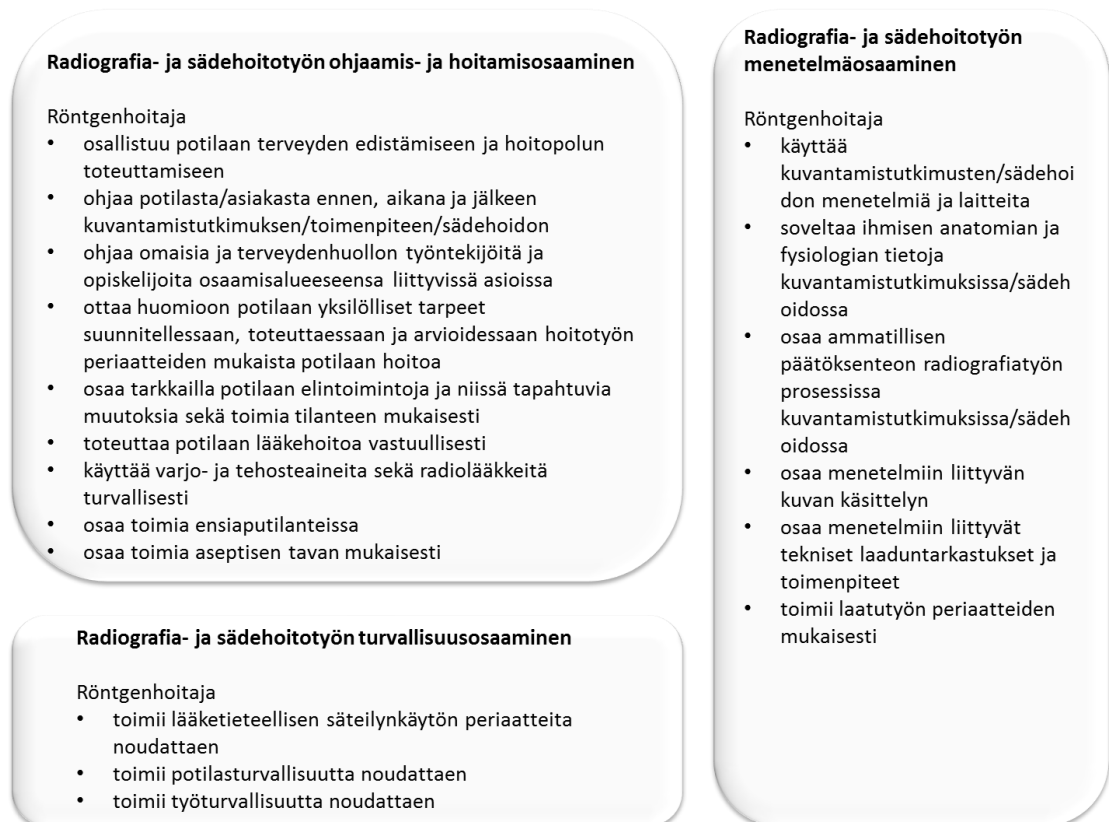 Radiografia- ja sädehoitotyön ohjaamis- ja hoitamisosaaminen
Röntgenhoitaja
• osallistuu potilaan terveyden edistämiseen ja hoitopolun
toteuttamiseen
• ohjaa potilasta/asiakasta ennen, aikana ja jälkeen
kuvantamistutkimuksen/toimenpiteen/sädehoidon
• ohjaa omaisia ja terveydenhuollon työntekijöitä ja
opiskelijoita osaamisalueeseensa liittyvissä asioissa
• ottaa huomioon potilaan yksilölliset tarpeet
suunnitellessaan, toteuttaessaan ja arvioidessaan hoitotyön
periaatteiden mukaista potilaan hoitoa
• osaa tarkkailla potilaan elintoimintoja ja niissä tapahtuvia
muutoksia sekä toimia tilanteen mukaisesti
• toteuttaa potilaan lääkehoitoa vastuullisesti
• käyttää varjo- ja tehosteaineita sekä radiolääkkeitä
turvallisesti
• osaa toimia ensiaputilanteissa
• osaa toimia aseptisen tavan mukaisesti
Radiografia- ja sädehoitotyön turvallisuusosaaminen
Röntgenhoitaja
• toimii lääketieteellisen säteilynkäytön periaatteita
noudattaen
• toimii potilasturvallisuutta noudattaen
• toimii työturvallisuutta noudattaen
Radiografia- ja sädehoitotyön
menetelmäosaaminen
Röntgenhoitaja
• käyttää
kuvantamistutkimusten/sädehoi
don menetelmiä ja laitteita
• soveltaa ihmisen anatomian ja
fysiologian tietoja
kuvantamistutkimuksissa/sädeh
oidossa
• osaa ammatillisen
päätöksenteon radiografiatyön
prosessissa
kuvantamistutkimuksissa/sädeh
oidossa
• osaa menetelmiin liittyvän
kuvan käsittelyn
• osaa menetelmiin liittyvät
tekniset laaduntarkastukset ja
toimenpiteet
• toimii laatutyön periaatteiden
mukaisesti